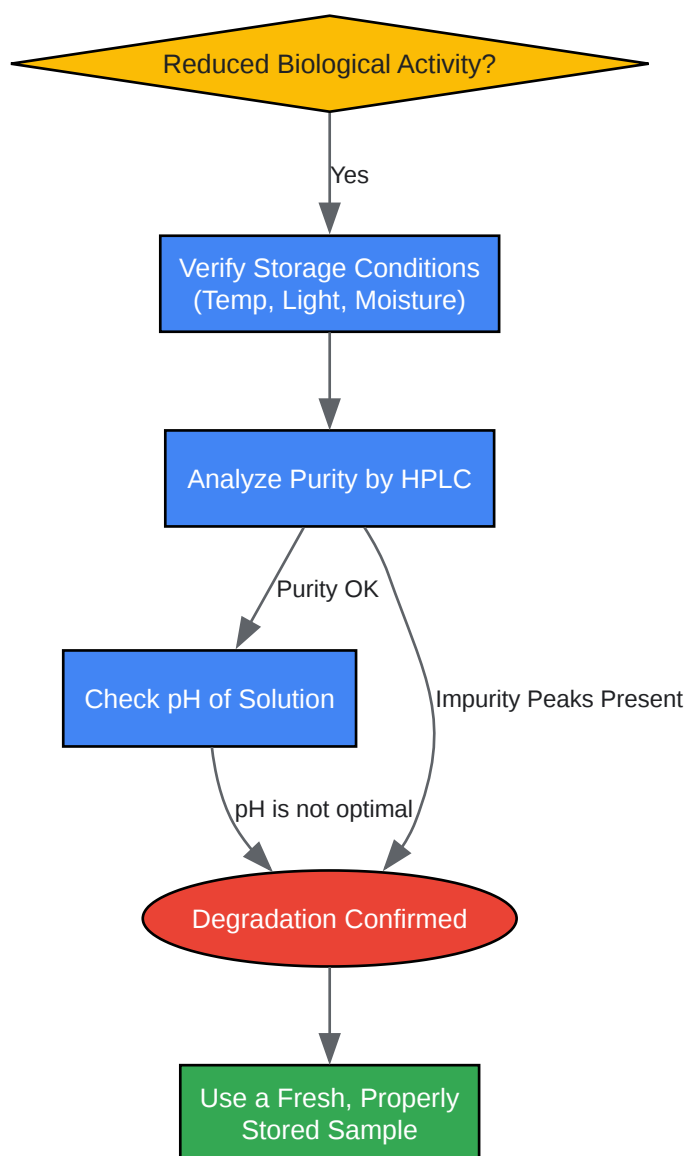 Reduced Biological Activity?
Yes
Verify Storage Conditions
(Temp, Light, Moisture)
Analyze Purity by HPLC
Purity OK
Check pH of Solution
Impurity Peaks Present
pH is not optimal
Degradation Confirmed
Use a Fresh, Properly
Stored Sample